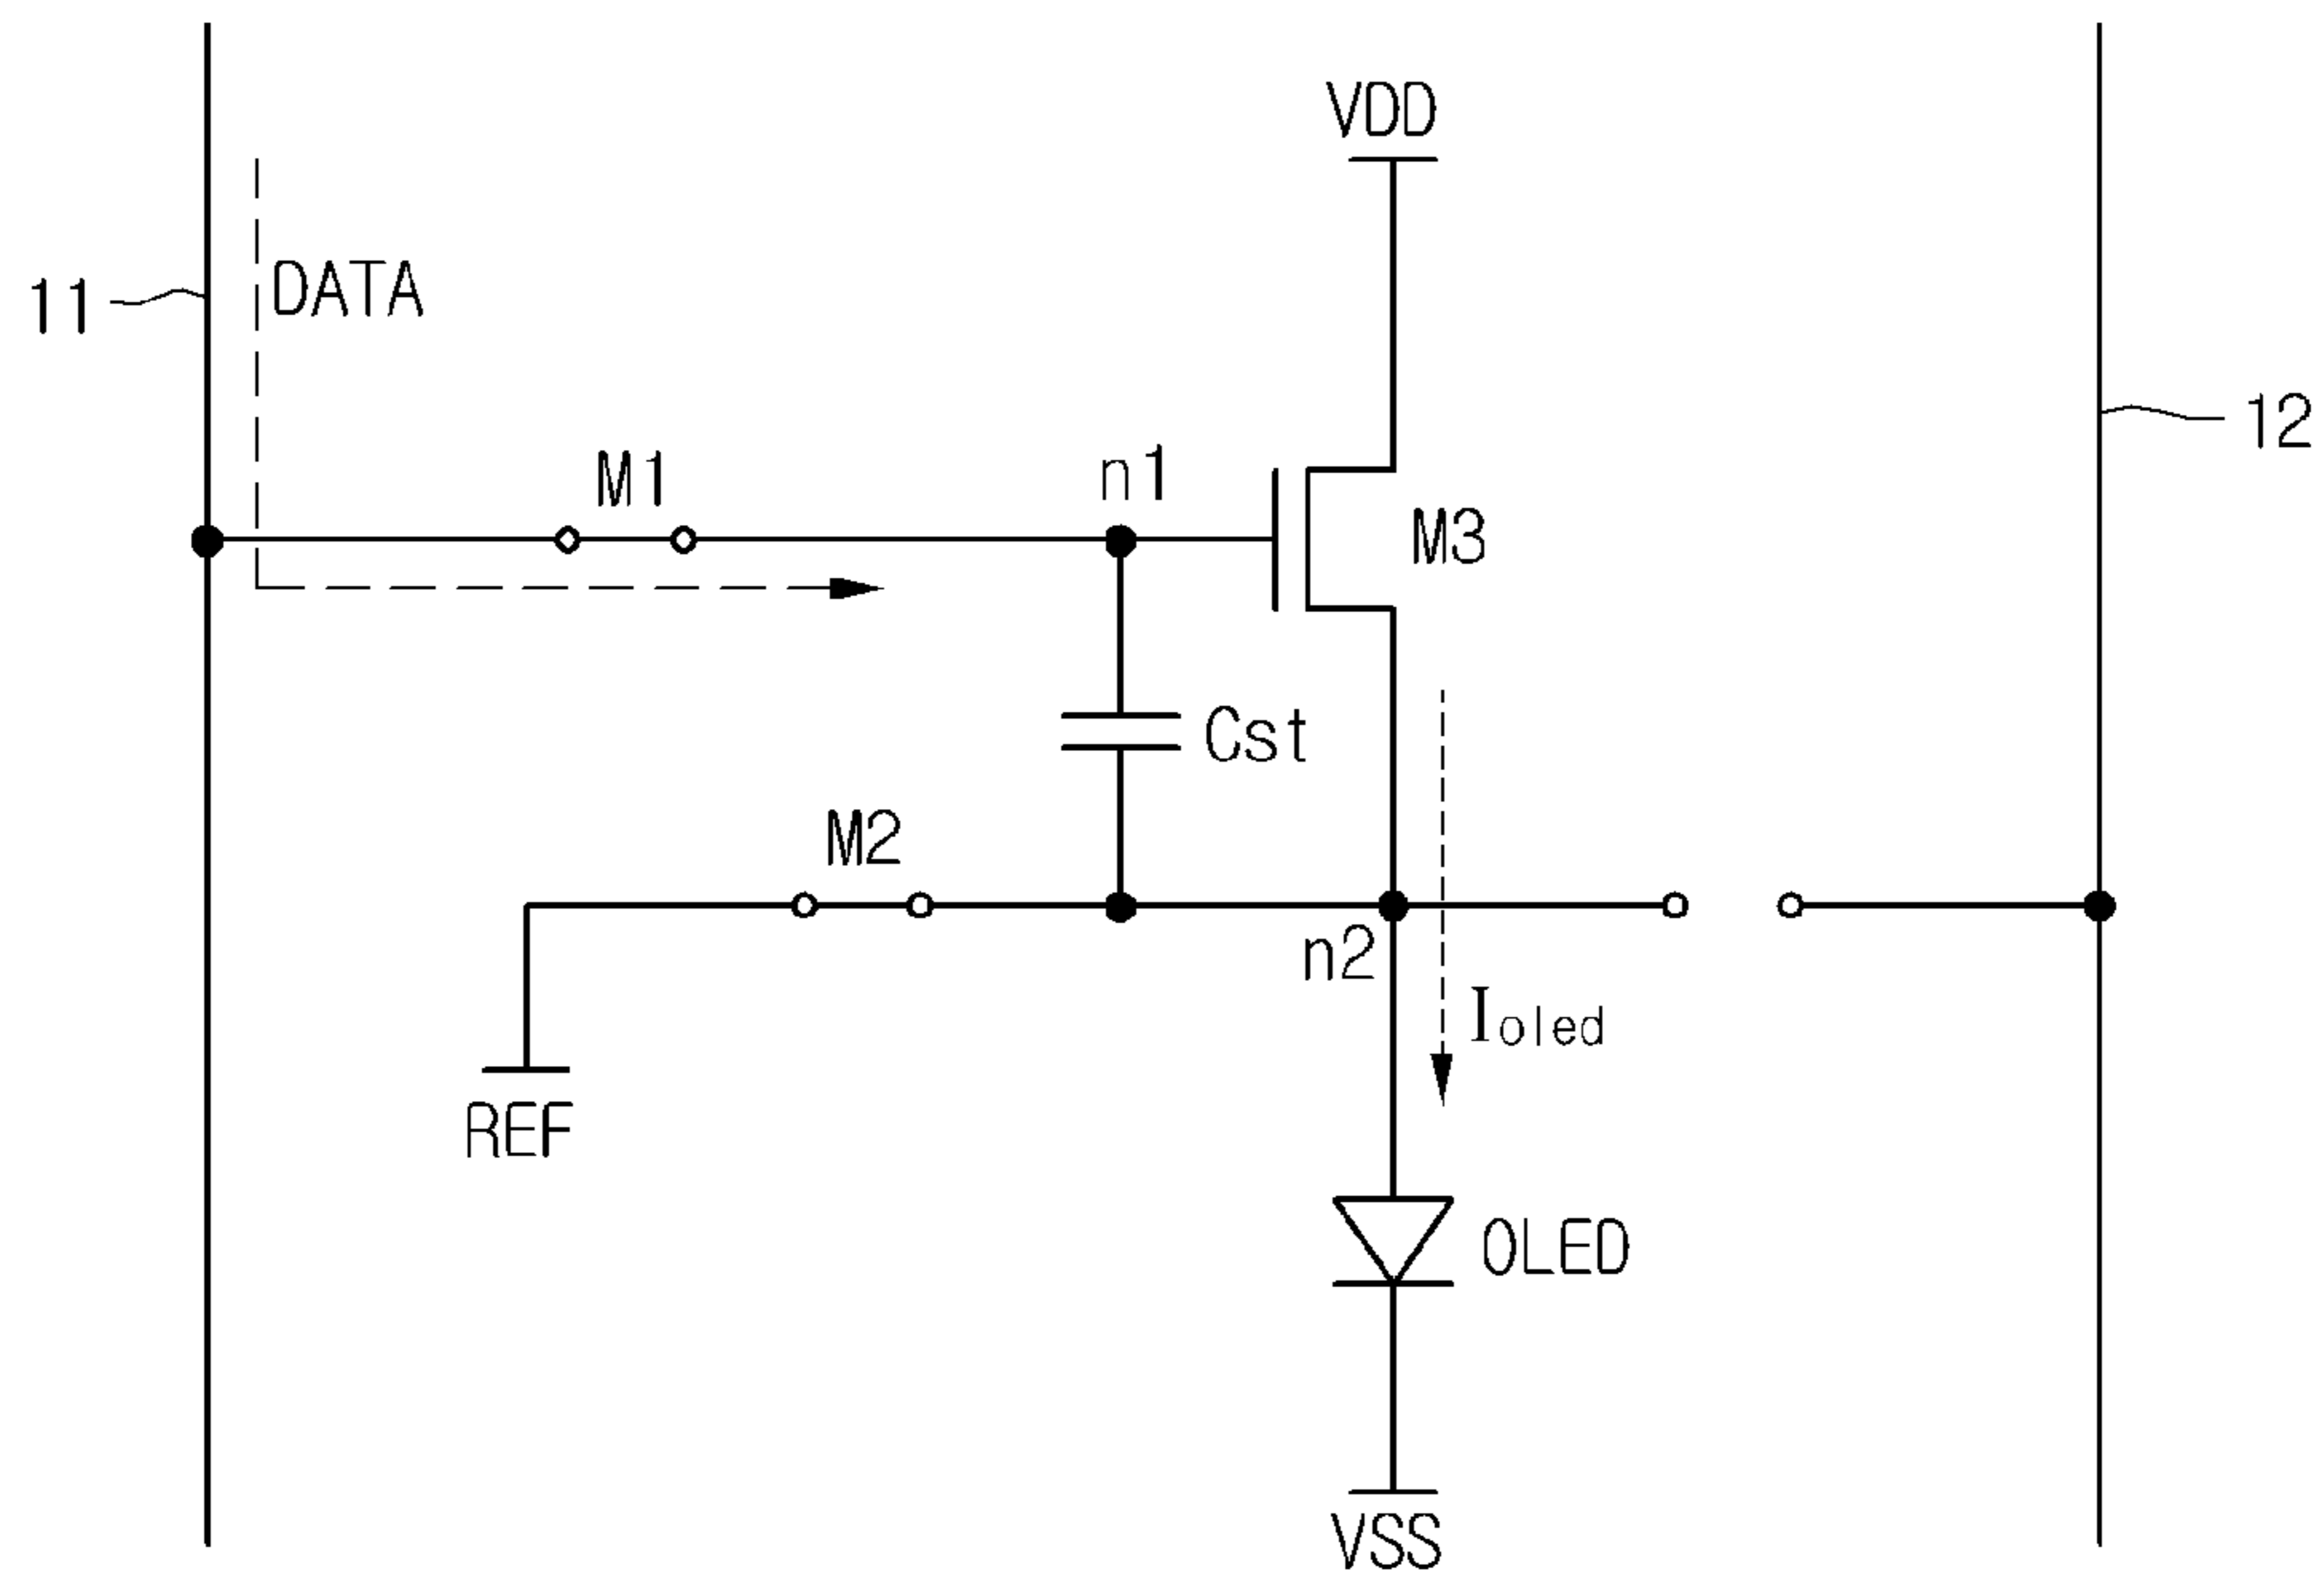 VDD
DATA
11
12
M1
n1
M3
Cst
M2
n2
Ioled
REF
OLED
VSS